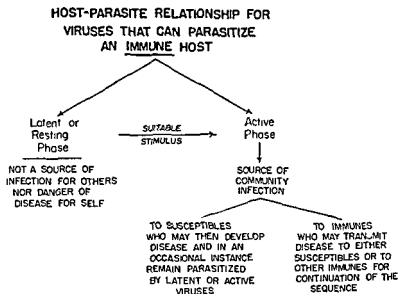 HOST-PARASITE RELATIONSHIP FOR
VIRUSES THAT CAN PARASITIZE
AN IMMUNE HOST
Latent or
Resting
Phase
SUITABLE
STIMULUS
Active
Phase
NOT A SOURCE OF
INFECTION FOR OTHERS
NOR DANGER OF
DISEASE FOR SELF
SOURCE OF
COMMUNITY
INFECTION
TO SUSCEPTIBLES
WHO MAY THEN DEVELOP
DISEASE AND IN AN
OCCASIONAL INSTANCE
REMAIN PARASITIZED
BY LATENT OR ACTIVE
VIRUSES
TO IMMUNES
WHO MAY TRANSMIT
DISEASE TO EITHER
SUSCEPTIBLES OR TO
OTHER IMMUNES FOR
CONTINUATION OF THE
SEQUENCE